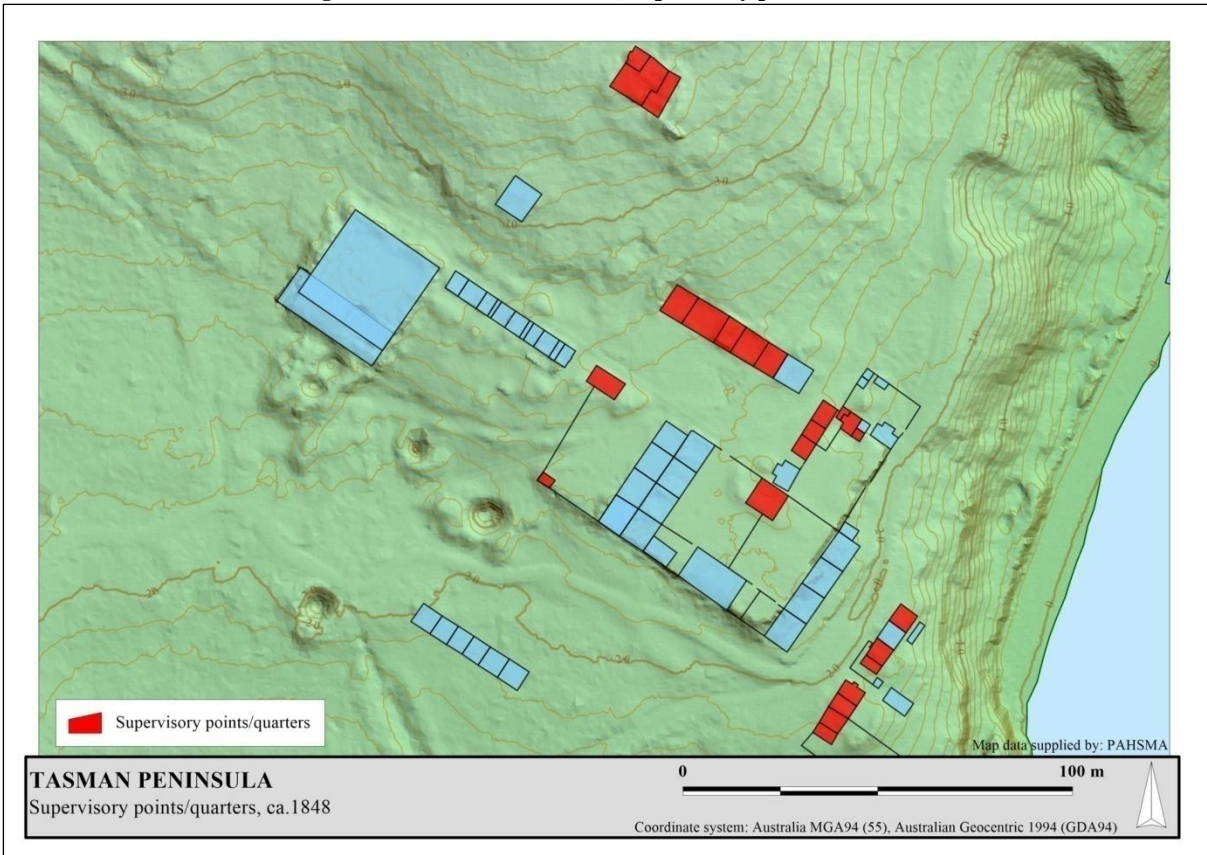 Supervisory points/quarters
Map data supplied by: PAHSMA
TASMAN PENINSULA
Supervisory points/quarters, ca.1848
0 100 m
Coordinate system: Australia MGA94 (55), Australian Geocentric 1994 (GDA94)